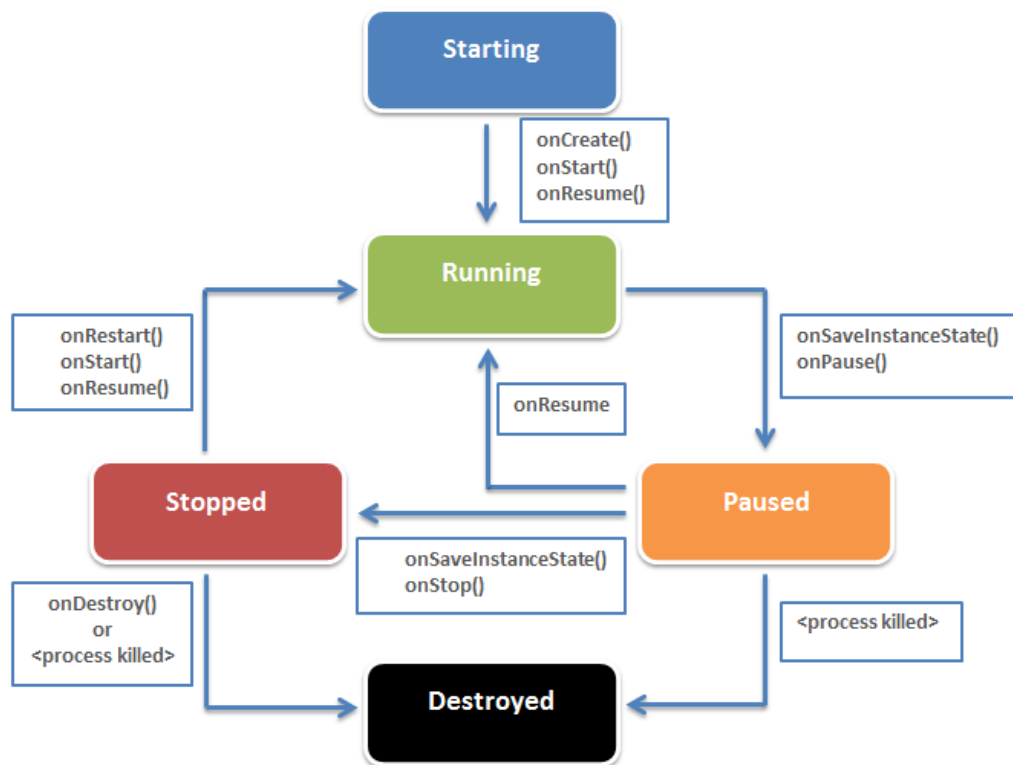 Starting
onCreate()
onStart()
onResume()
Running
onRestart()
onStart()
onResume()
onSaveInstanceState()
onPause()
onResume
Stopped
Paused
onSaveInstanceState()
onStop()
onDestroy()
or
<process killed>
<process killed>
Destroyed